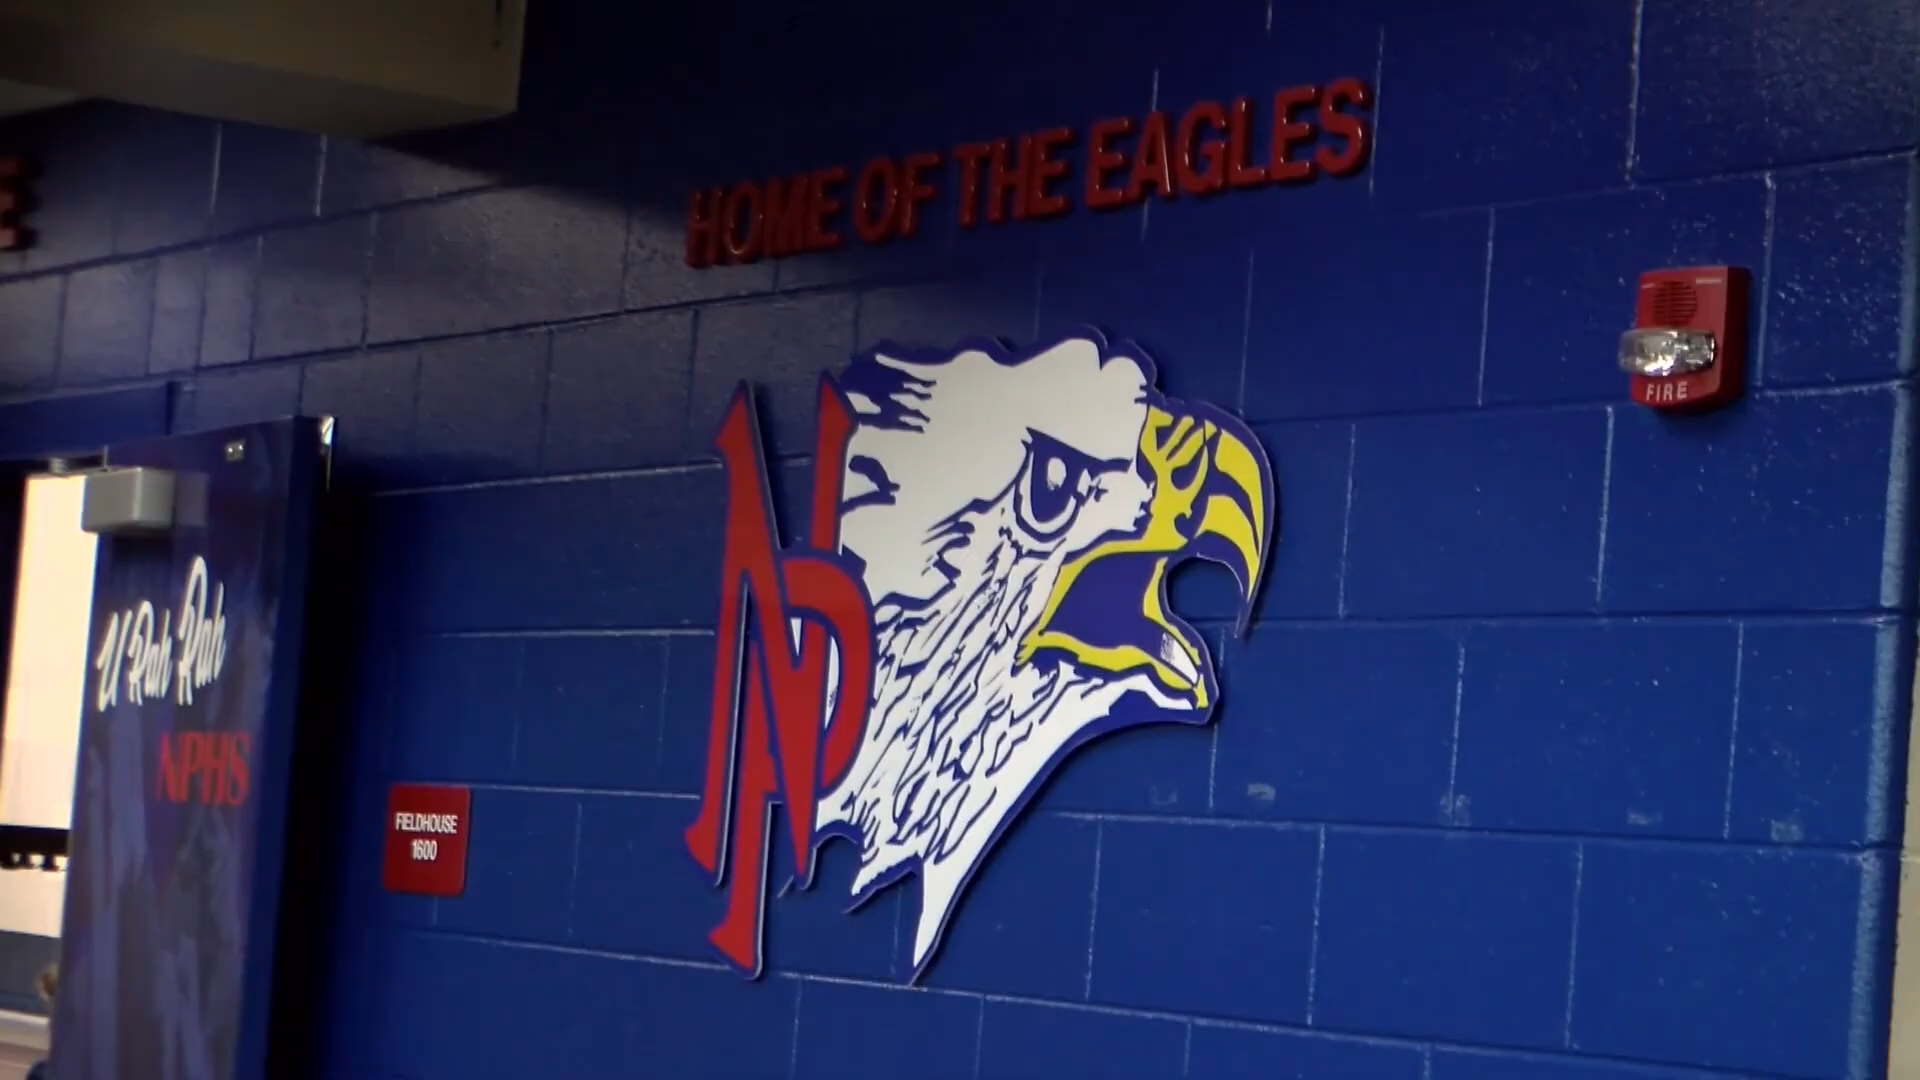 E
HOME OF THE EAGLES
FIRE
NP
U Rah Rah
NPHS
FIELDHOUSE
1600